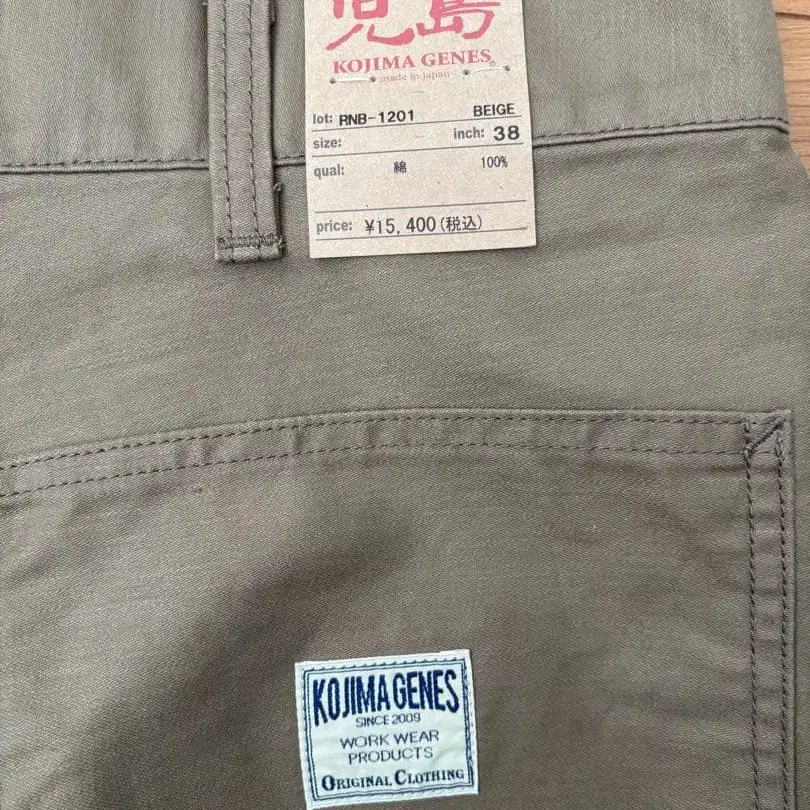 児島
KOJIMA GENES®
made in Japan
lot: RNB-1201 BEIGE
size: inch: 38
qual: 綿 100%
price: ¥15,400(税込)
KOJIMA GENES
SINCE 2009
WORK WEAR
PRODUCTS
ORIGINAL CLOTHING